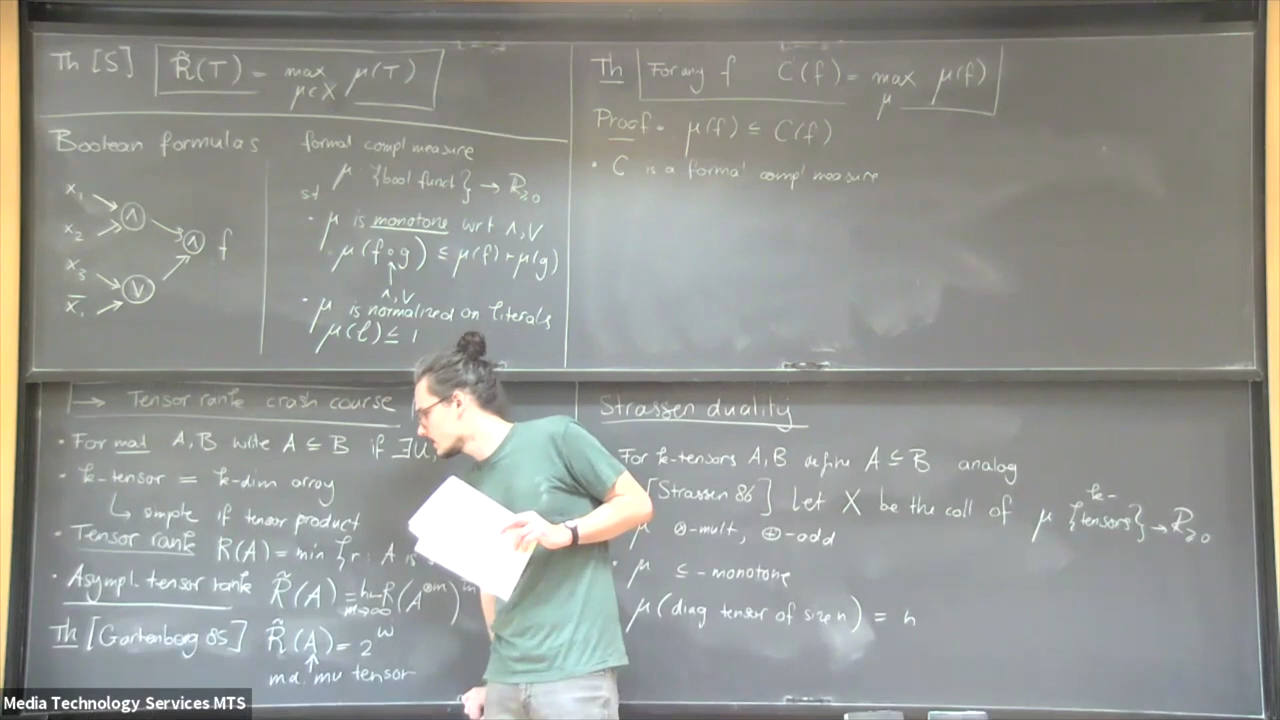 Th [S] R̃(T) = max μ(T)
μ∈X
Boolean formulas
x₁
x₂
x₃
x̄₁
∧
∨
∧ f
formal compl measure
μ {bool funct} → R≥0
st
· μ is monotone wrt ∧,∨
· μ(f∘g) ≤ μ(f)+μ(g)
↑
∧,∨
· μ is normalized on literals
μ(ℓ) ≤ 1
Th For any f C(f) = max μ(f)
μ
Proof · μ(f) ≤ C(f)
· C is a formal compl measure
↦ Tensor rank crash course
· For mat A,B write A ≤ B if ∃U,
· k-tensor = k-dim array
↳ simple if tensor product
· Tensor rank R(A) = min {r : A is
· Asympt. tensor rank R̃(A) = lim R(A^⊗m)^
m→∞
Th [Gartenberg 85] R̃(A) = 2^ω
↑
ma. mu tensor
Strassen duality
For k-tensors A,B define A ≤ B analog
[Strassen 86] Let X be the coll of μ {k-tensors} → R≥0
μ ⊗-mult, ⊕-add
· μ ≤-monotone
μ(diag tensor of size n) = n
Media Technology Services MTS